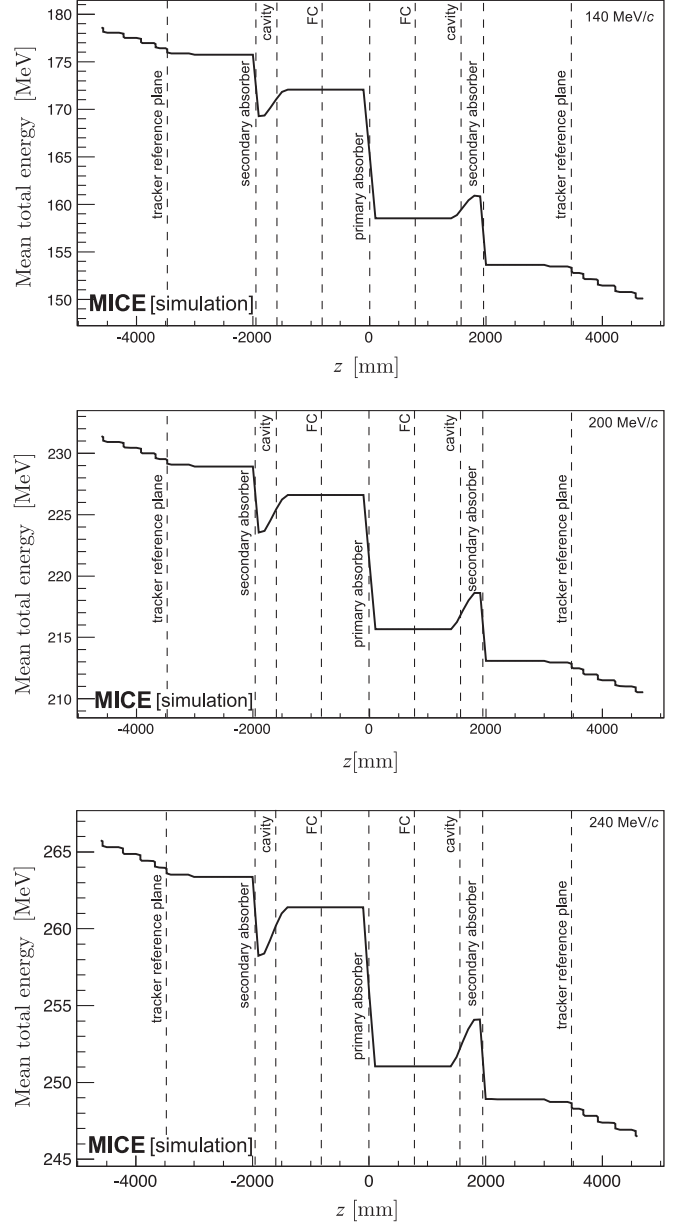 140 MeV/c
Mean total energy [MeV]
180
175
170
165
160
155
150
tracker reference plane
secondary absorber
cavity
FC
primary absorber
FC
cavity
secondary absorber
tracker reference plane
MICE [simulation]
-4000 -2000 0 2000 4000
z [mm]
200 MeV/c
Mean total energy [MeV]
230
225
220
215
210
tracker reference plane
secondary absorber
cavity
FC
primary absorber
FC
cavity
secondary absorber
tracker reference plane
MICE [simulation]
-4000 -2000 0 2000 4000
z[mm]
240 MeV/c
Mean total energy [MeV]
265
260
255
250
245
tracker reference plane
secondary absorber
cavity
FC
primary absorber
FC
cavity
secondary absorber
tracker reference plane
MICE [simulation]
-4000 -2000 0 2000 4000
z [mm]